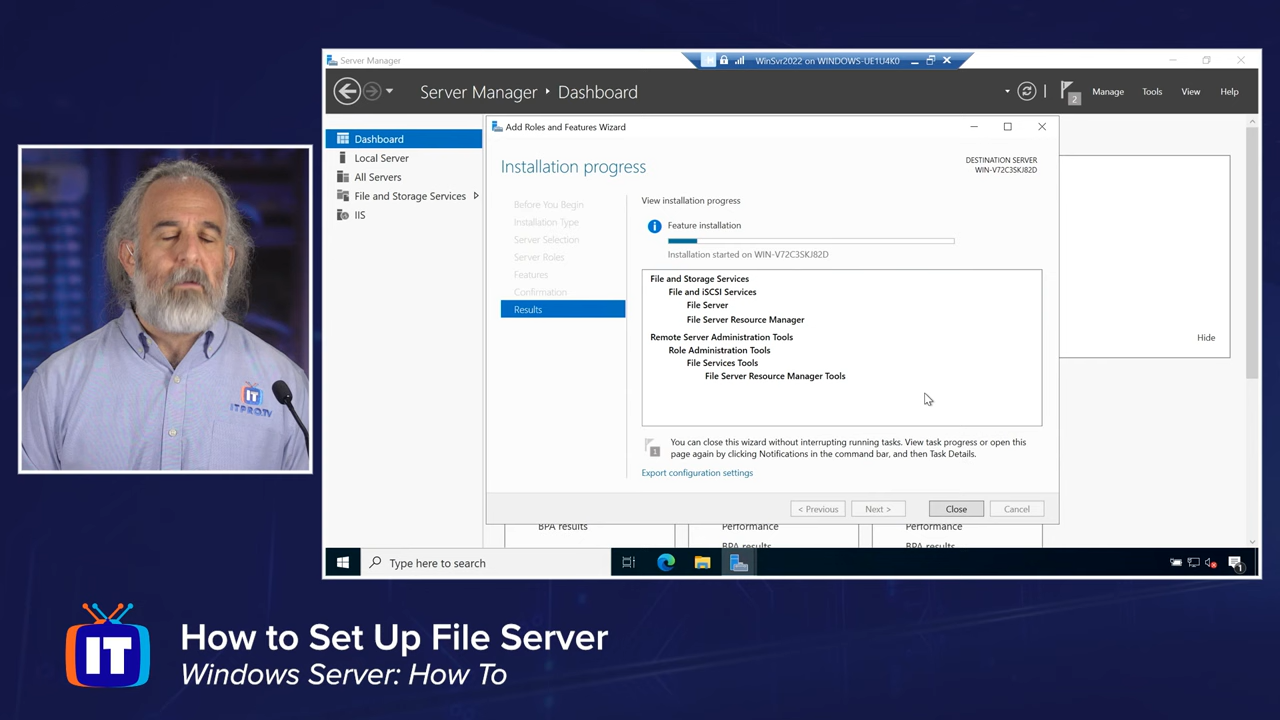 Server Manager
WinSvr2022 on WINDOWS-UE1U4K0
Server Manager • Dashboard
2
Manage
Tools
View
Help
Dashboard
Local Server
All Servers
File and Storage Services
IIS
Add Roles and Features Wizard
Installation progress
DESTINATION SERVER
WIN-V72C3SKJ82D
Before You Begin
Installation Type
Server Selection
Server Roles
Features
Confirmation
Results
View installation progress
Feature installation
Installation started on WIN-V72C3SKJ82D
File and Storage Services
File and iSCSI Services
File Server
File Server Resource Manager
Remote Server Administration Tools
Role Administration Tools
File Services Tools
File Server Resource Manager Tools
1
You can close this wizard without interrupting running tasks. View task progress or open this
page again by clicking Notifications in the command bar, and then Task Details.
Export configuration settings
< Previous
Next >
Close
Cancel
Hide
BPA results
Performance
BPA results
Performance
BPA results
Type here to search
1
IT
ITPRO.TV
IT
How to Set Up File Server
Windows Server: How To